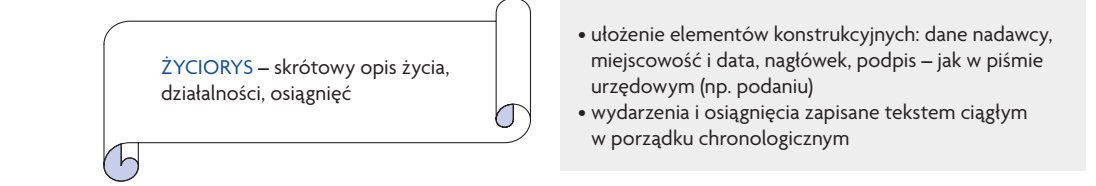 ŻYCIORYS – skrótowy opis życia,
działalności, osiągnięć
• ułożenie elementów konstrukcyjnych: dane nadawcy,
miejscowość i data, nagłówek, podpis – jak w piśmie
urzędowym (np. podaniu)
• wydarzenia i osiągnięcia zapisane tekstem ciągłym
w porządku chronologicznym